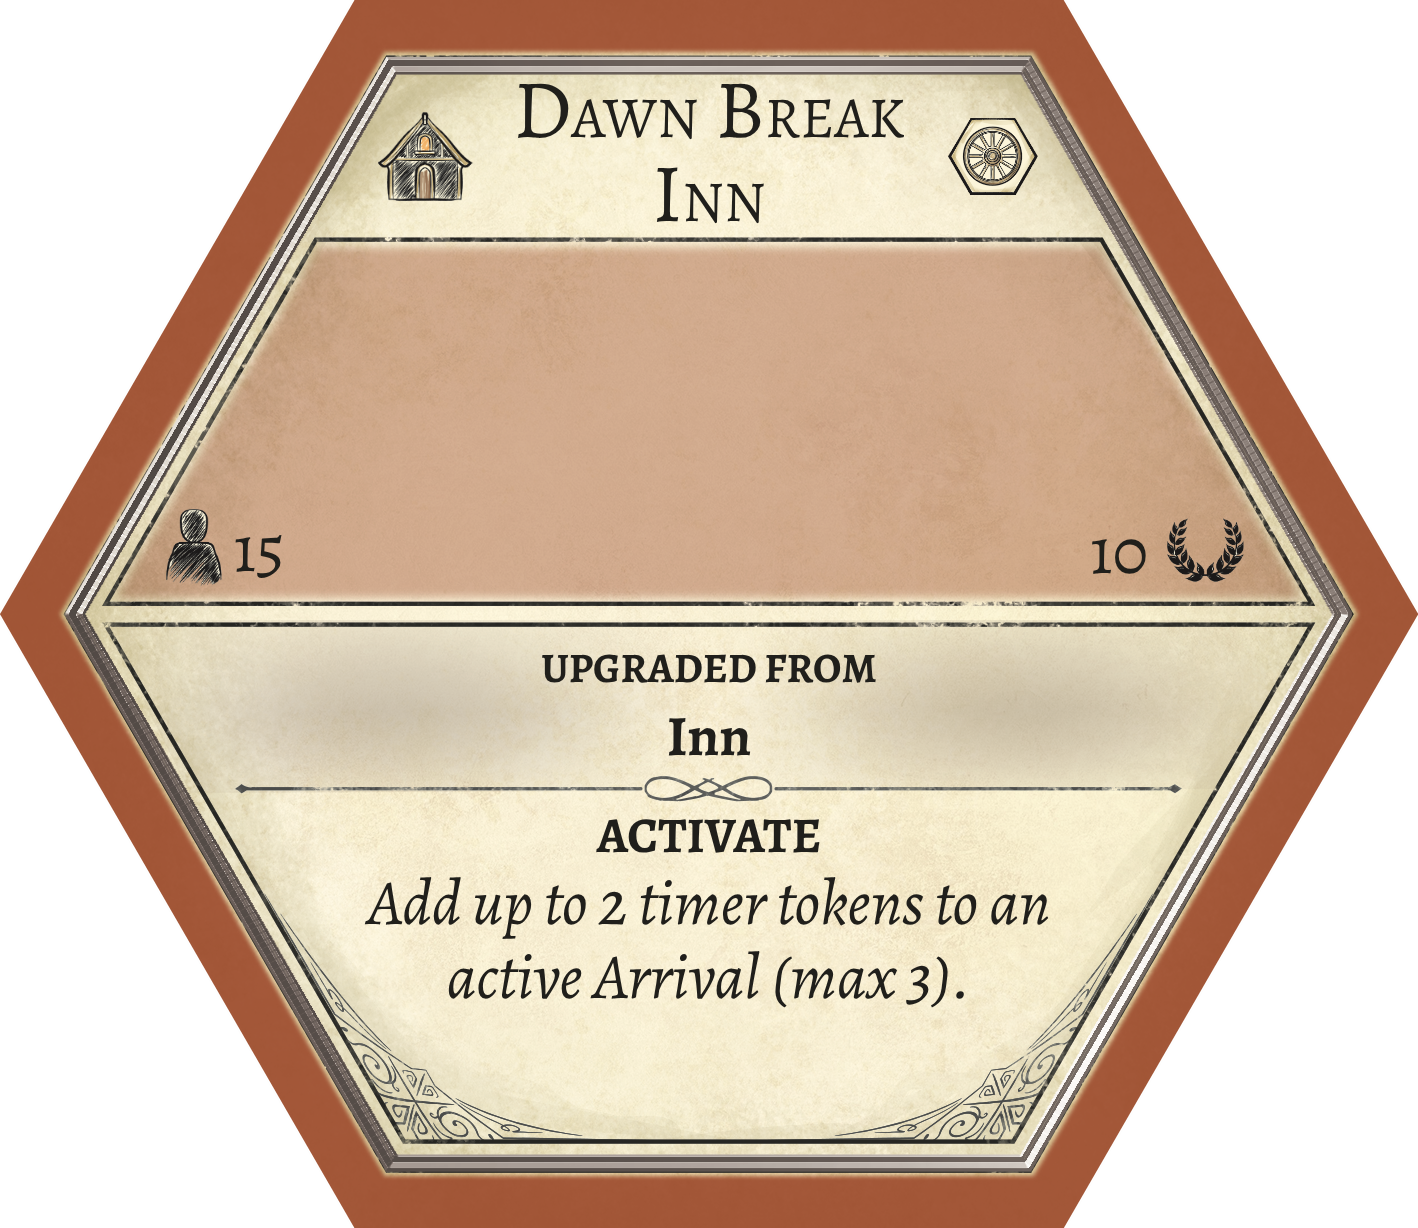 Dawn Break
Inn
15
10
UPGRADED FROM
Inn
ACTIVATE
Add up to 2 timer tokens to an
active Arrival (max 3).